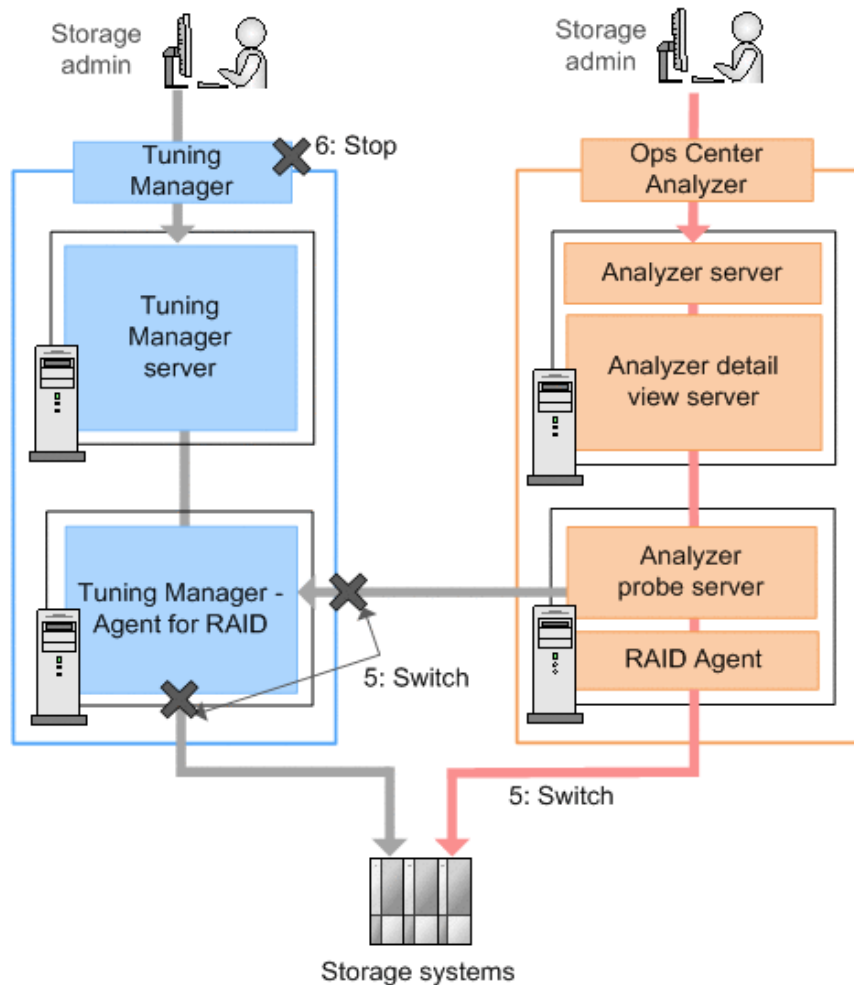 Storage
admin
Storage
admin
Tuning
Manager
6: Stop
Ops Center
Analyzer
Tuning
Manager
server
Analyzer server
Analyzer detail
view server
Tuning Manager -
Agent for RAID
Analyzer
probe server
RAID Agent
5: Switch
5: Switch
Storage systems